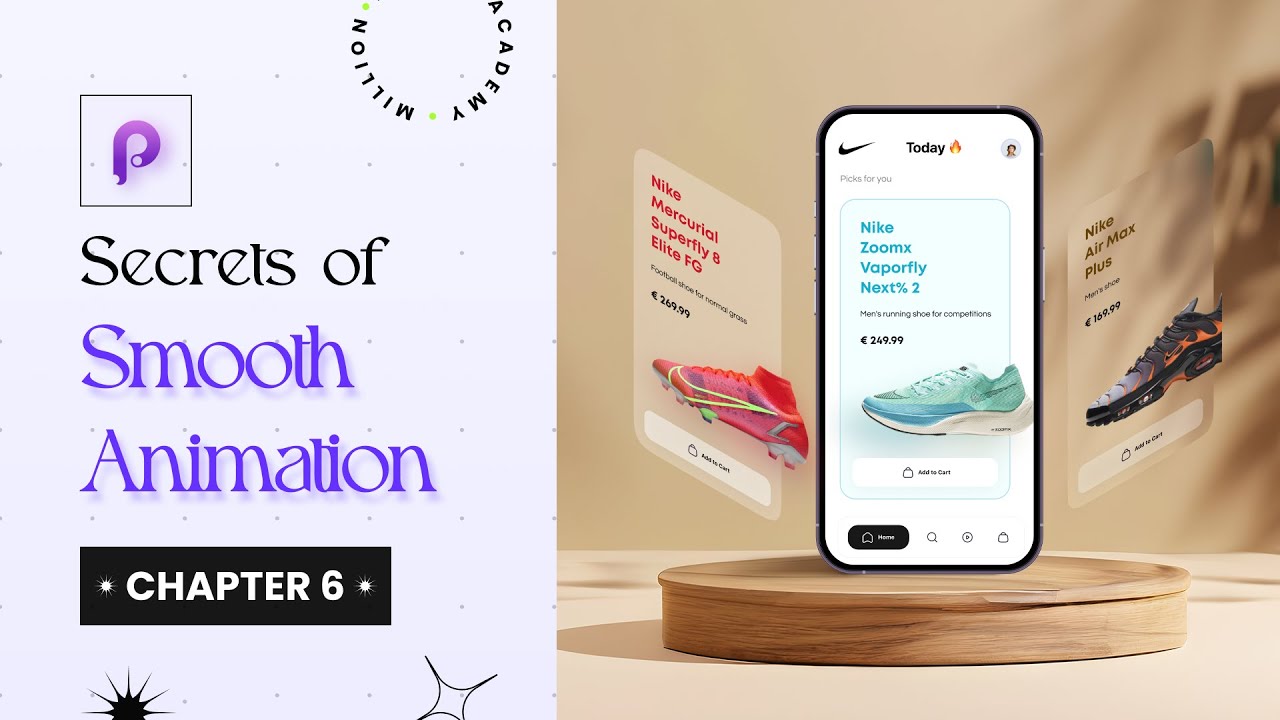 ACADEMY
MILLION
Secrets of
Smooth
Animation
CHAPTER 6
Nike
Mercurial
Superfly 8
Elite FG
Football shoe for normal grass
€ 269.99
Add to Cart
Today 🔥
Picks for you
Nike
Zoomx
Vaporfly
Next% 2
Men's running shoe for competitions
€ 249.99
ZOOMX
Add to Cart
Home
Nike
Air Max
Plus
Men's shoe
€ 169.99
Add to Cart